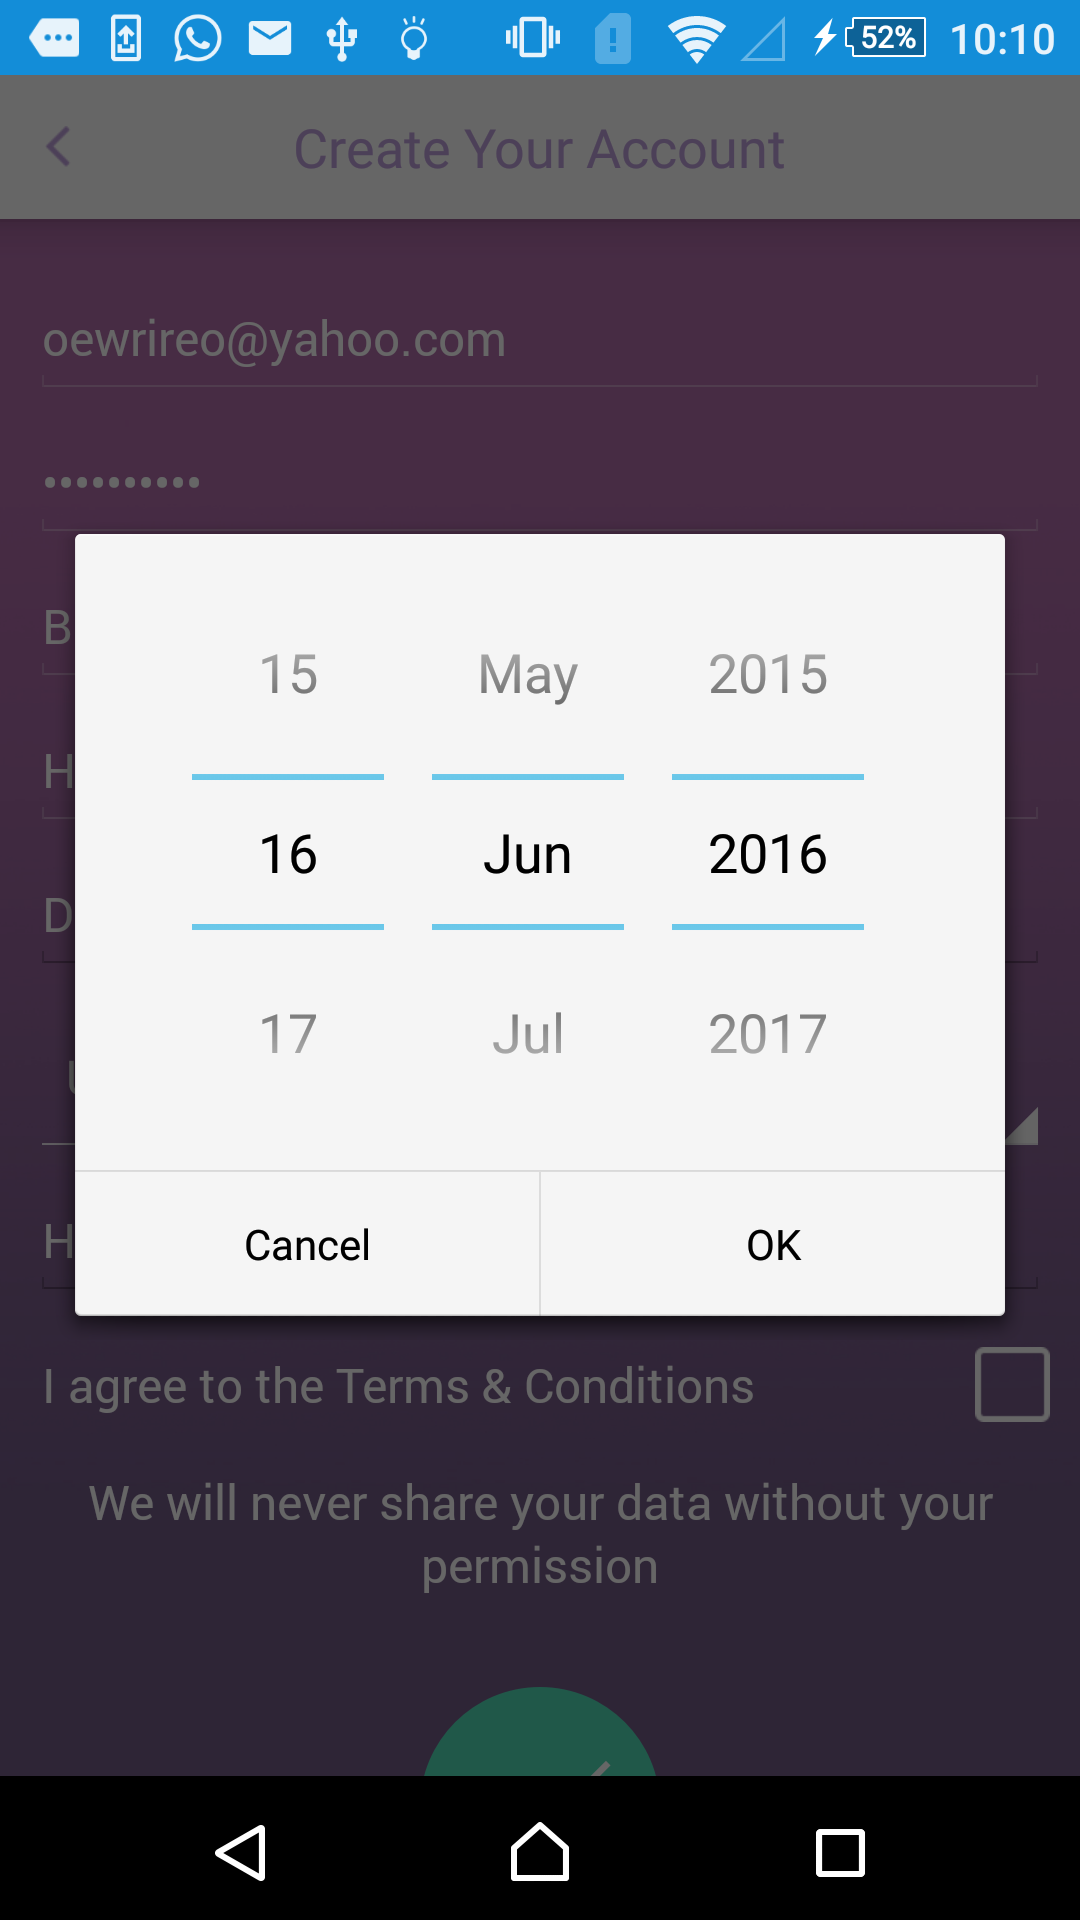 52% 10:10
Create Your Account
oewrireo@yahoo.com
••••••••••
B
H
D
15 May 2015
16 Jun 2016
17 Jul 2017
Cancel OK
H
I agree to the Terms & Conditions
We will never share your data without your
permission